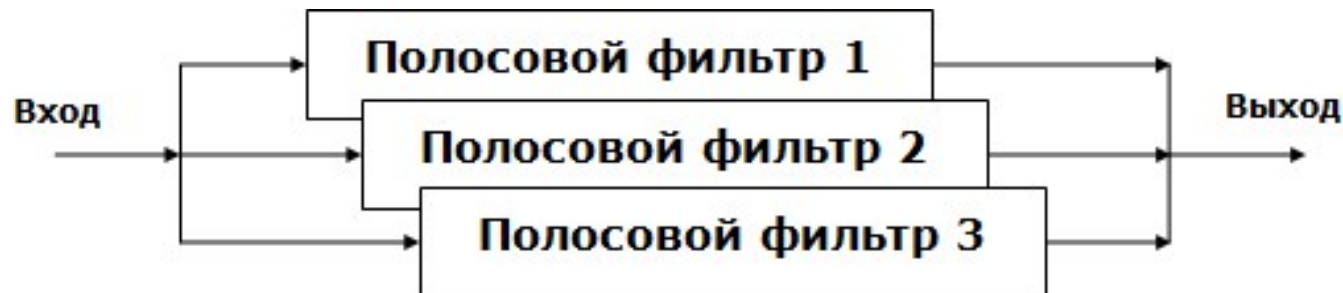 Полосовой фильтр 1
Вход
Выход
Полосовой фильтр 2
Полосовой фильтр 3